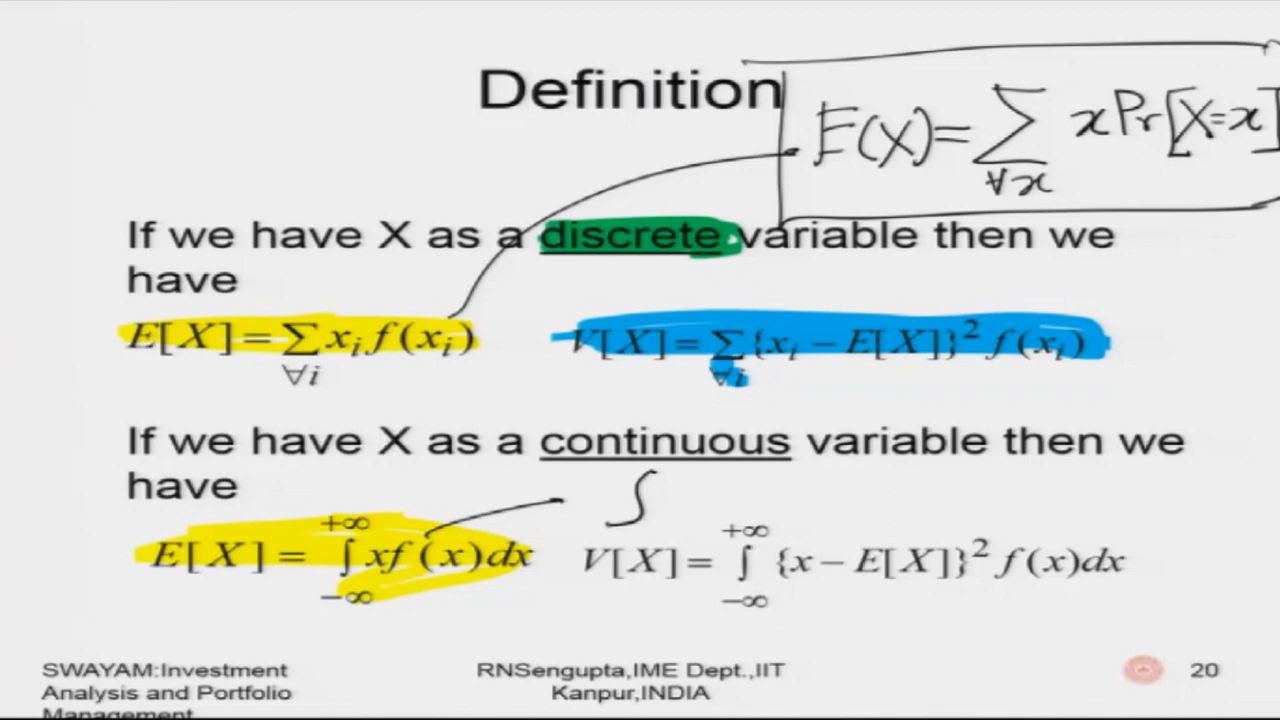 Definition
E(X)=∑ x Pr[X=x]
∀x
If we have X as a discrete variable then we
have
E[X]=∑ xᵢ f(xᵢ)
∀i
V[X]=∑{xᵢ − E[X]}² f(xᵢ)
∀i
If we have X as a continuous variable then we
have
∫
+∞
E[X] = ∫ xf(x)dx
−∞
+∞
V[X]= ∫ {x−E[X]}² f(x)dx
−∞
SWAYAM:Investment
Analysis and Portfolio
Management
RNSengupta,IME Dept.,IIT
Kanpur,INDIA
20